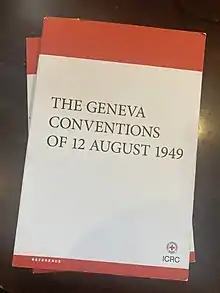 THE GENEVA
CONVENTIONS
OF 12 AUGUST 1949
REFERENCE
ICRC